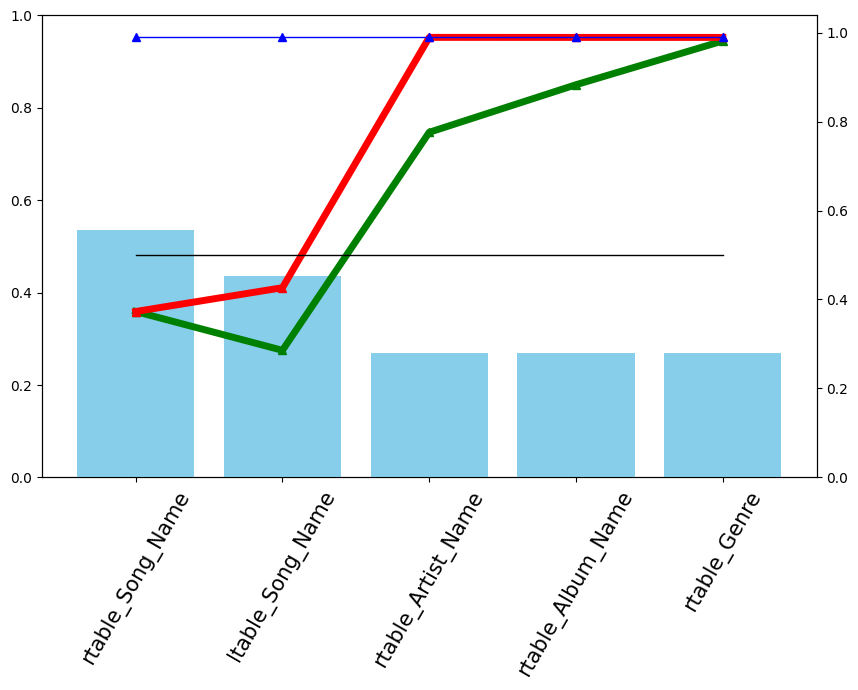 1.0
0.8
0.6
0.4
0.2
0.0
1.0
0.8
0.6
0.4
0.2
0.0
rtable_Song_Name
ltable_Song_Name
rtable_Artist_Name
rtable_Album_Name
rtable_Genre